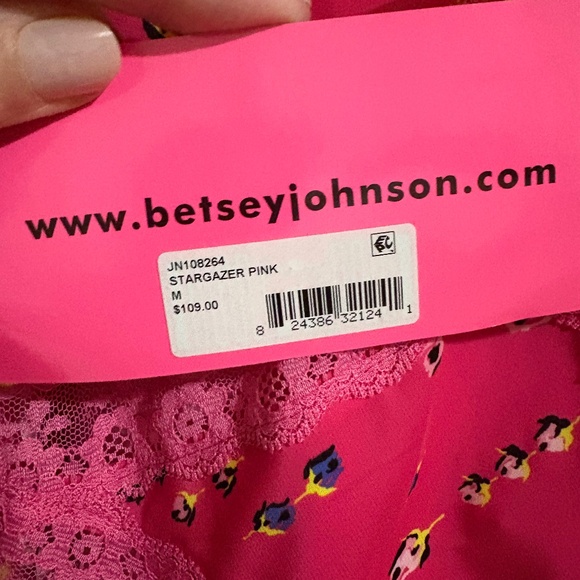 www.betseyjohnson.com
JN108264
STARGAZER PINK
M
$109.00
8 24386 32124 1